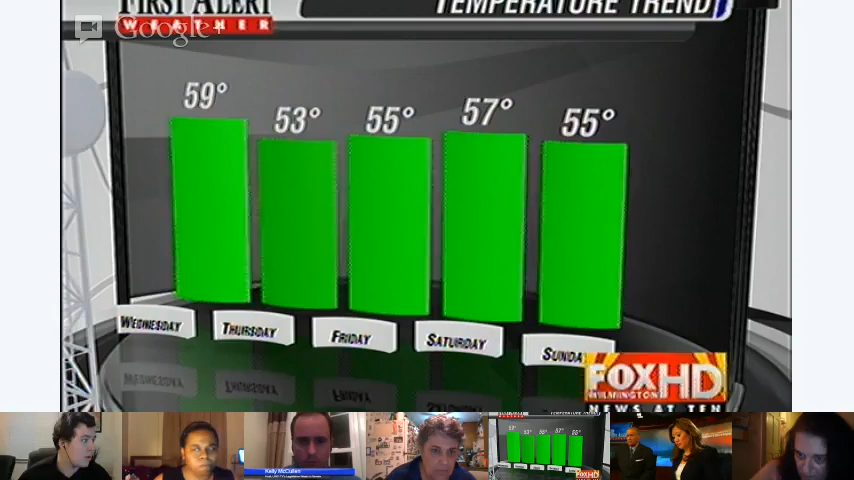 FIRST ALERT
WEATHER
Google+
TEMPERATURE TREND
59°
53°
55°
57°
55°
WEDNESDAY
THURSDAY
FRIDAY
SATURDAY
SUNDAY
FOX HD
WILMINGTON
NEWS AT TEN
Kelly McCullen